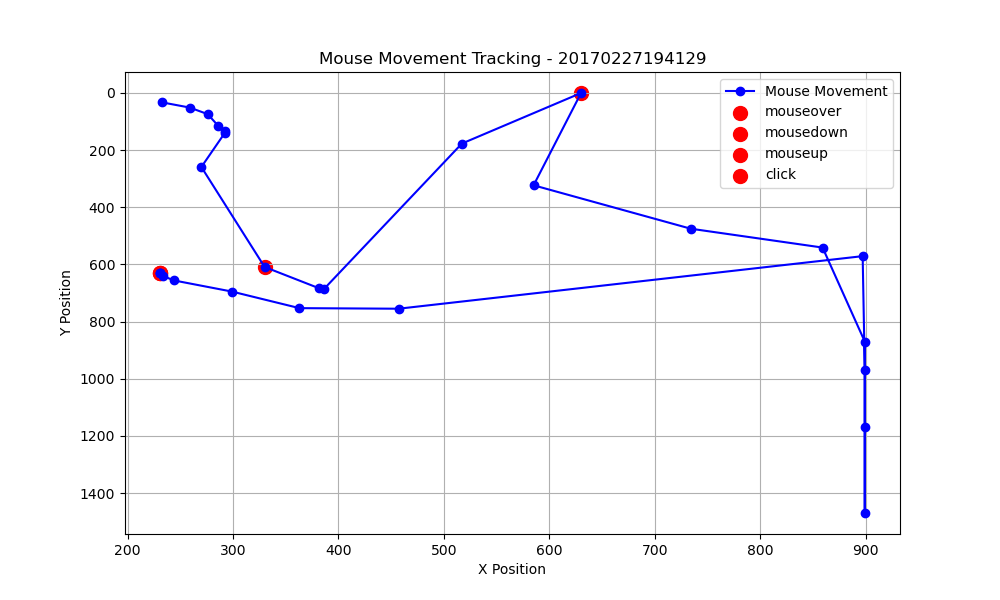 Mouse Movement Tracking - 20170227194129
Mouse Movement
mouseover
mousedown
mouseup
click
Y Position
0
200
400
600
800
1000
1200
1400
200 300 400 500 600 700 800 900
X Position